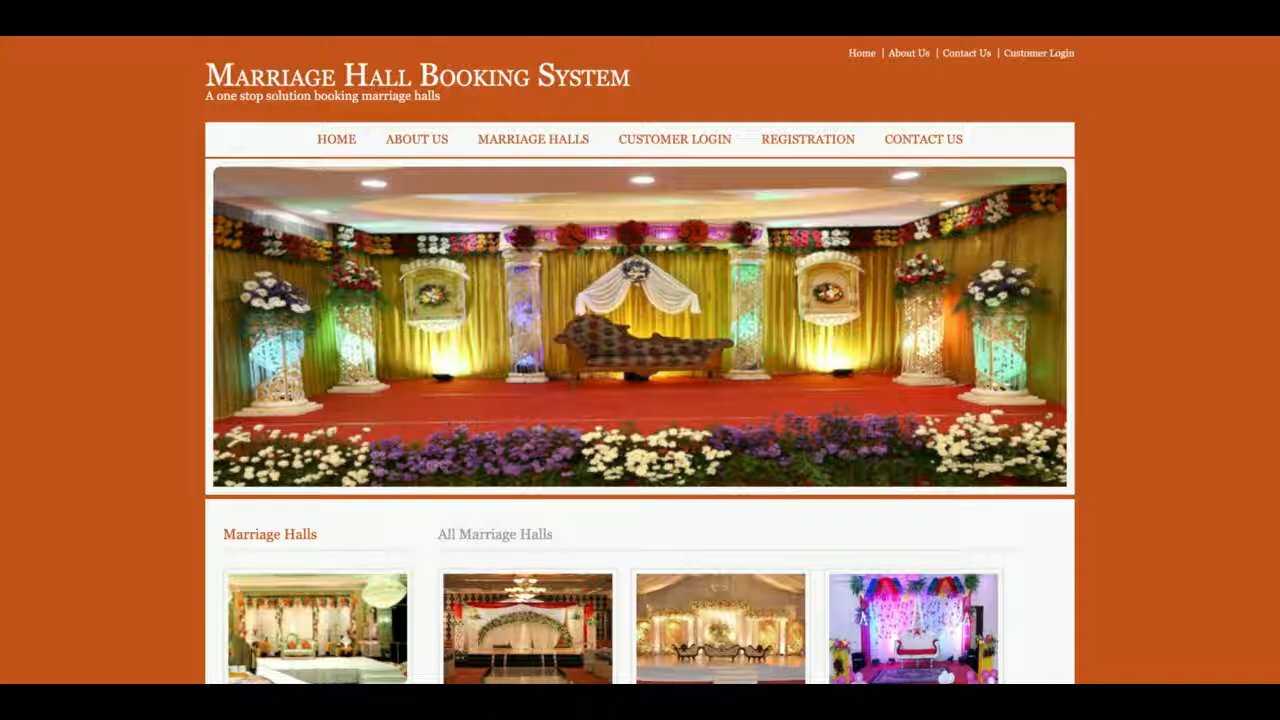 Home | About Us | Contact Us | Customer Login
Marriage Hall Booking System
A one stop solution booking marriage halls
HOME ABOUT US MARRIAGE HALLS CUSTOMER LOGIN REGISTRATION CONTACT US
Marriage Halls All Marriage Halls